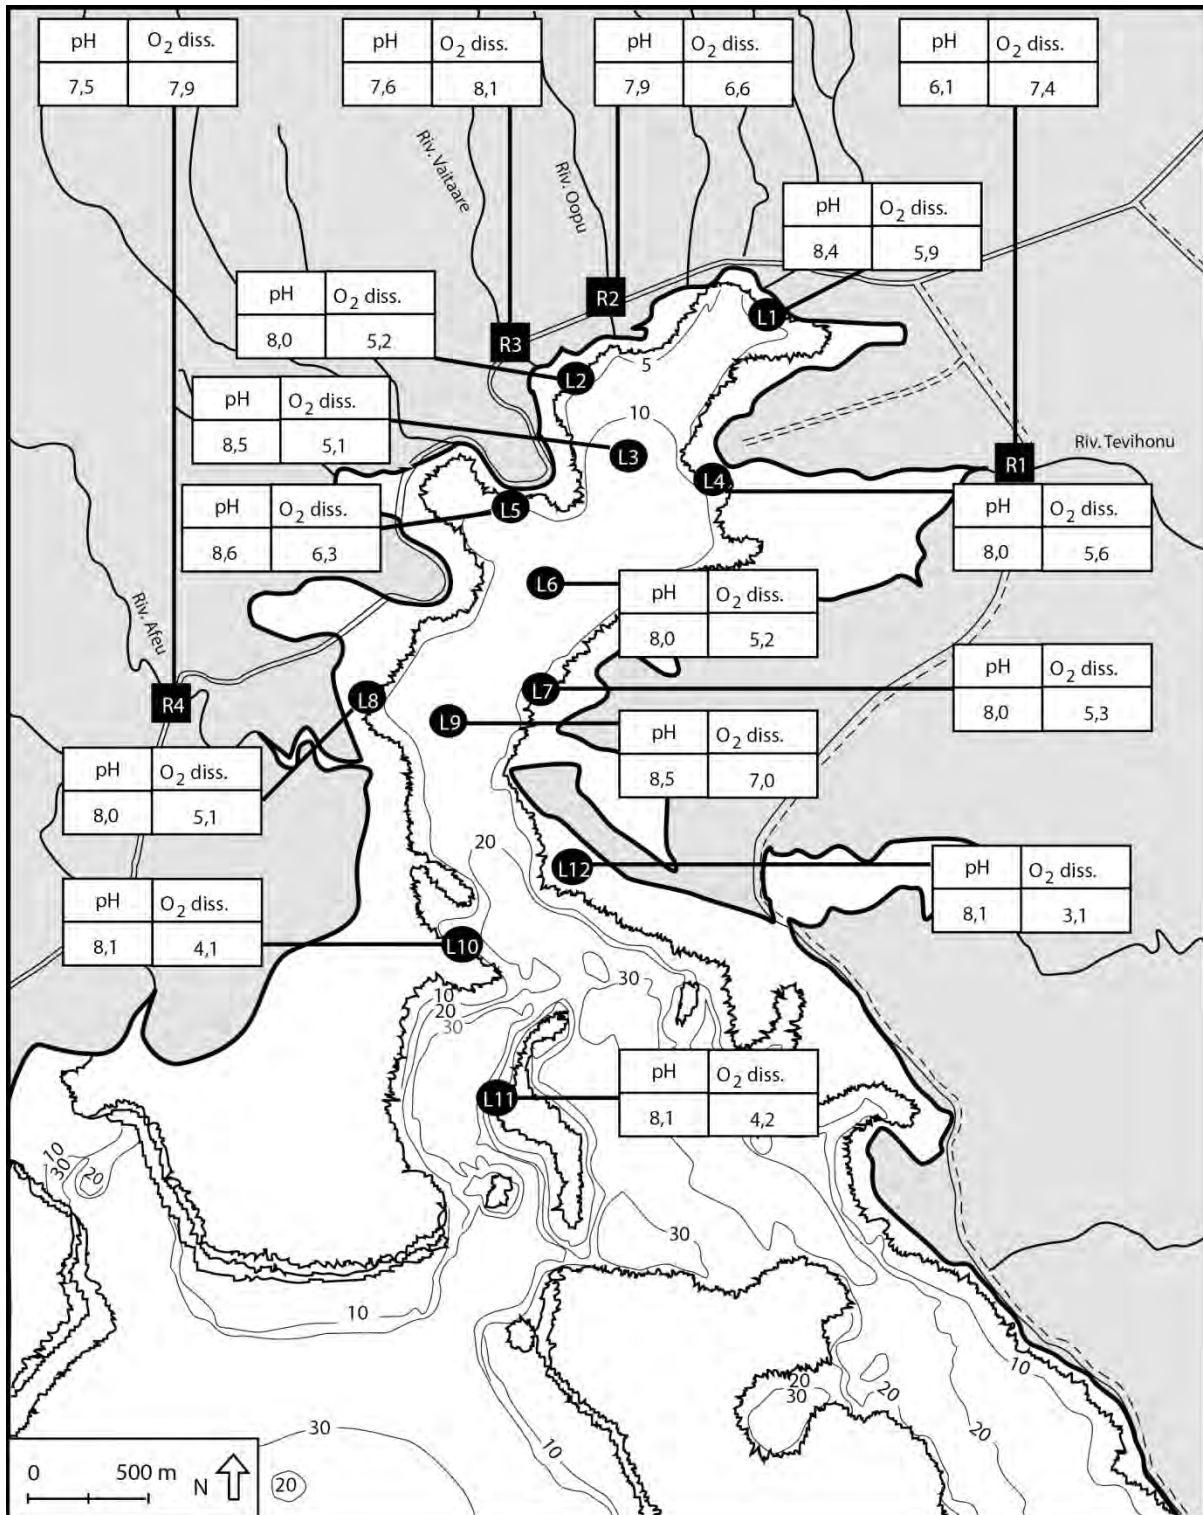 pH O2 diss. pH O2 diss. pH O2 diss. pH O2 diss.
7,5 7,9 7,6 8,1 7,9 6,6 6,1 7,4
Riv. Vaitaare
Riv. Oopu
pH O2 diss.
8,4 5,9
R2
L1
pH O2 diss.
8,0 5,2
R3
5
L2
pH O2 diss.
8,5 5,1
10
L3
Riv. Tevihonu
R1
L4
pH O2 diss.
8,6 6,3
L5
pH O2 diss.
8,0 5,6
L6
pH O2 diss.
8,0 5,2
Riv. Afeu
R4
L8
L7
pH O2 diss.
8,0 5,3
L9
pH O2 diss.
8,5 7,0
pH O2 diss.
8,0 5,1
20
L12
pH O2 diss.
8,1 3,1
pH O2 diss.
8,1 4,1
L10
30
10
20
30
L11
pH O2 diss.
8,1 4,2
10
30
20
30
10
10
20
30
20
30
10
20
0 500 m
N
20